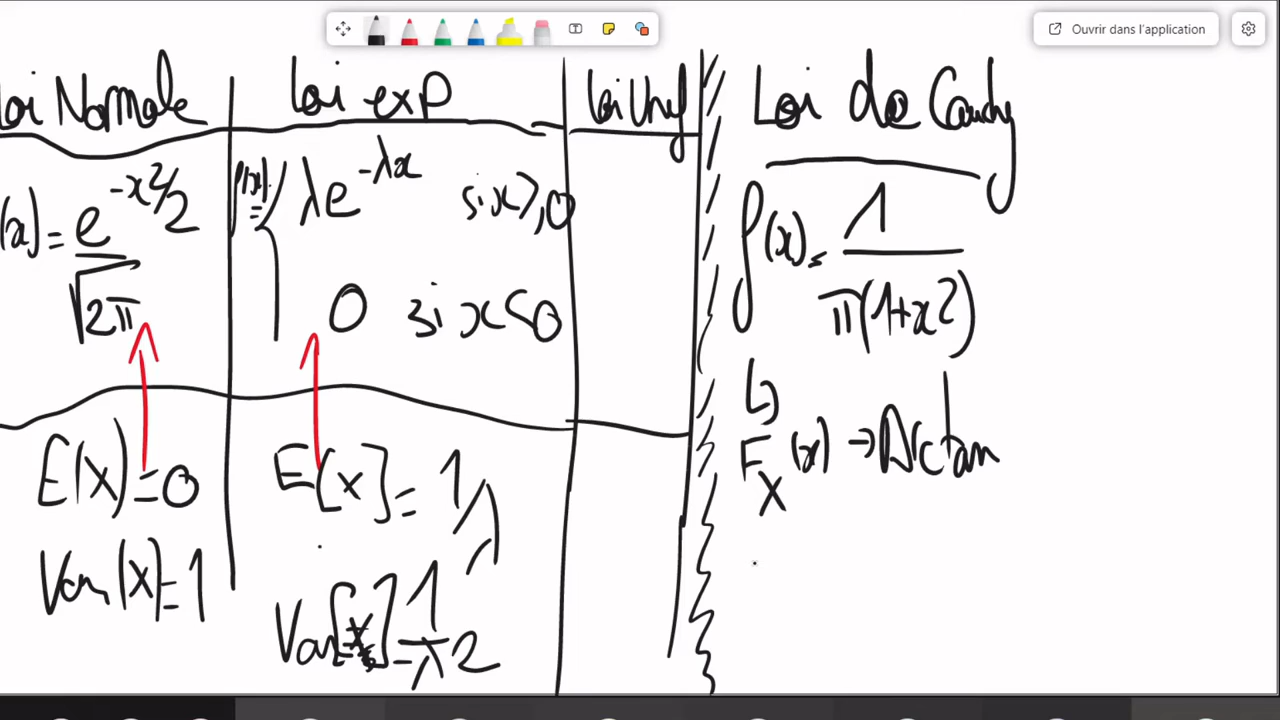 Ouvrir dans l'application
Loi Normale
(x) = e^-x²/2
√2π
E(X) = 0
Var(X) = 1
Loi exp
f(x) = { λe^-λx si x ≥ 0
0 si x < 0
E[X] = 1/λ
Var[X] = 1/λ²
Loi Unif
Loi de Cauchy
f(x) = 1
π(1+x²)
↳
F_X(x) → Arctan